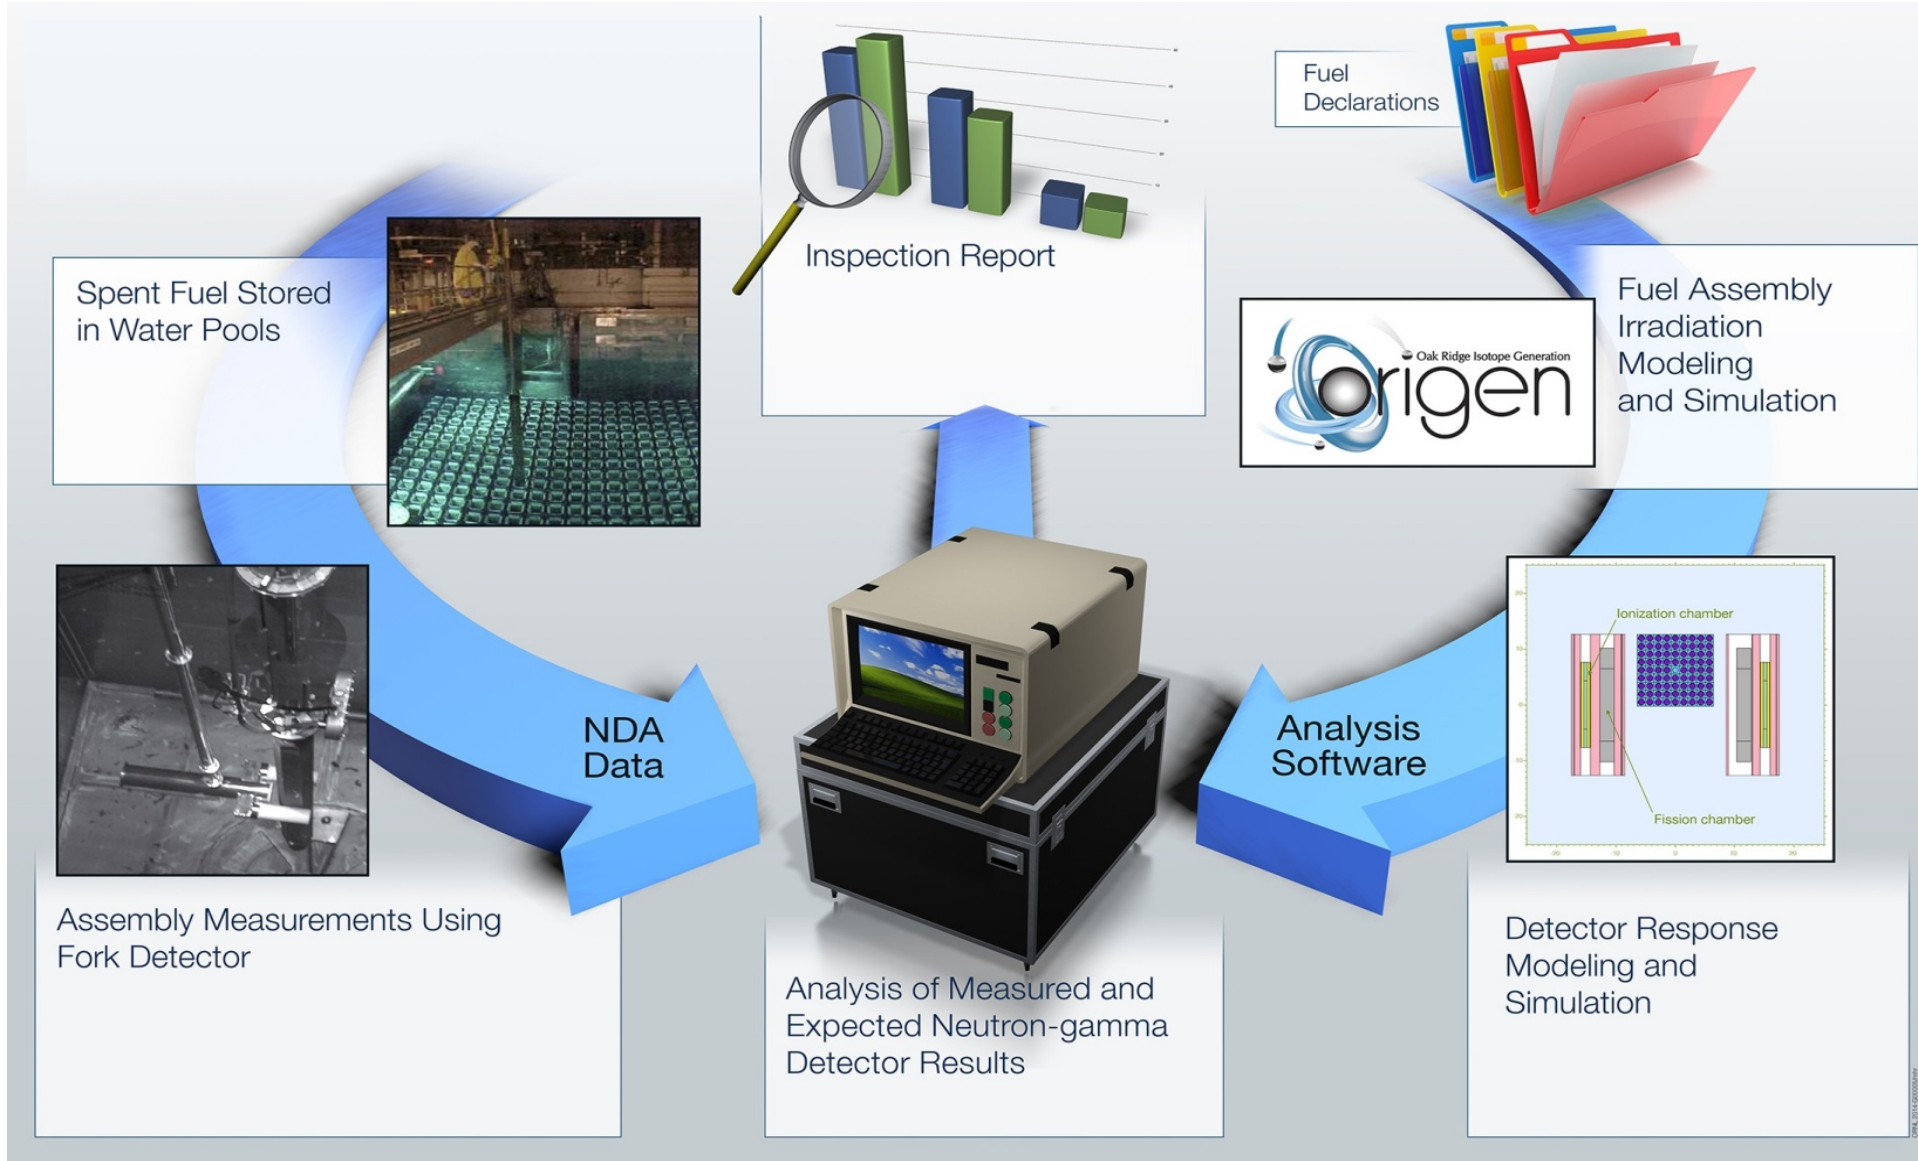 Fuel
Declarations
Inspection Report
Spent Fuel Stored
in Water Pools
Oak Ridge Isotope Generation
origen
Fuel Assembly
Irradiation
Modeling
and Simulation
Ionization chamber
Fission chamber
NDA
Data
Analysis
Software
Assembly Measurements Using
Fork Detector
Analysis of Measured and
Expected Neutron-gamma
Detector Results
Detector Response
Modeling and
Simulation